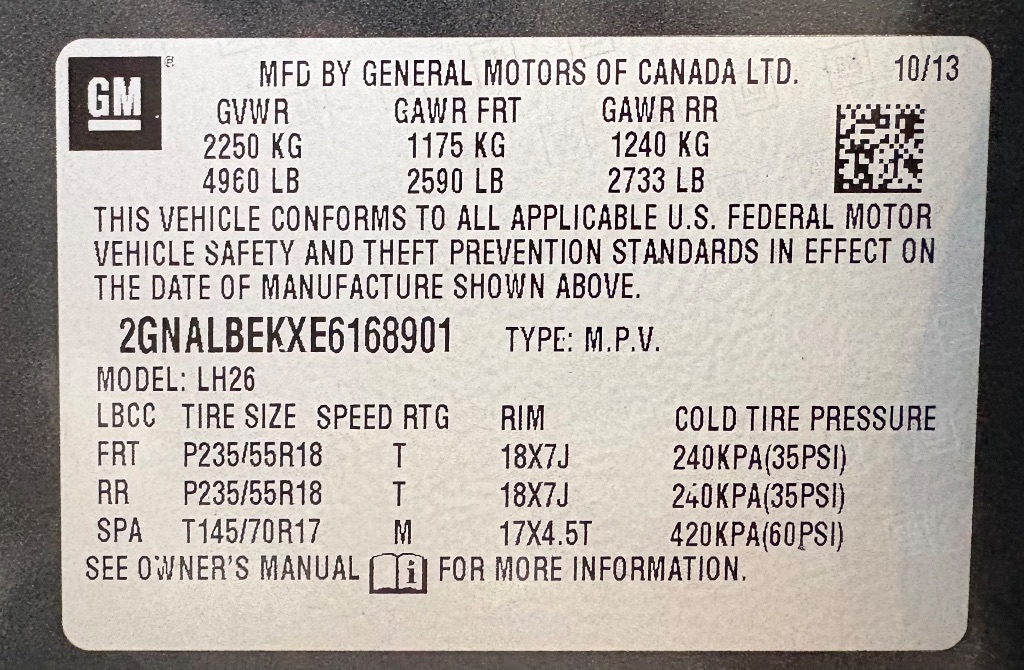 GM ®
MFD BY GENERAL MOTORS OF CANADA LTD. 10/13
GVWR GAWR FRT GAWR RR
2250 KG 1175 KG 1240 KG
4960 LB 2590 LB 2733 LB
THIS VEHICLE CONFORMS TO ALL APPLICABLE U.S. FEDERAL MOTOR
VEHICLE SAFETY AND THEFT PREVENTION STANDARDS IN EFFECT ON
THE DATE OF MANUFACTURE SHOWN ABOVE.
2GNALBEKXE6168901 TYPE: M.P.V.
MODEL: LH26
LBCC TIRE SIZE SPEED RTG RIM COLD TIRE PRESSURE
FRT P235/55R18 T 18X7J 240KPA(35PSI)
RR P235/55R18 T 18X7J 240KPA(35PSI)
SPA T145/70R17 M 17X4.5T 420KPA(60PSI)
SEE OWNER'S MANUAL i FOR MORE INFORMATION.